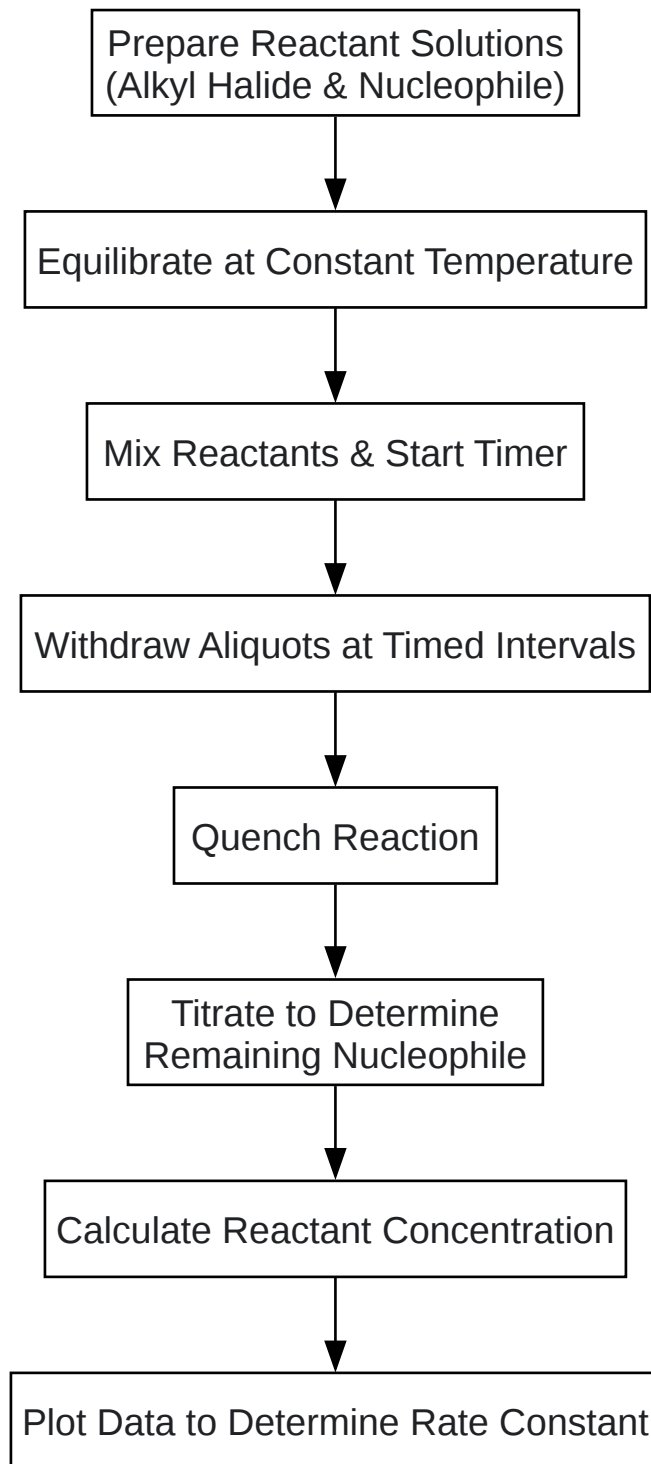 Prepare Reactant Solutions
(Alkyl Halide & Nucleophile)
Equilibrate at Constant Temperature
Mix Reactants & Start Timer
Withdraw Aliquots at Timed Intervals
Quench Reaction
Titrate to Determine
Remaining Nucleophile
Calculate Reactant Concentration
Plot Data to Determine Rate Constant